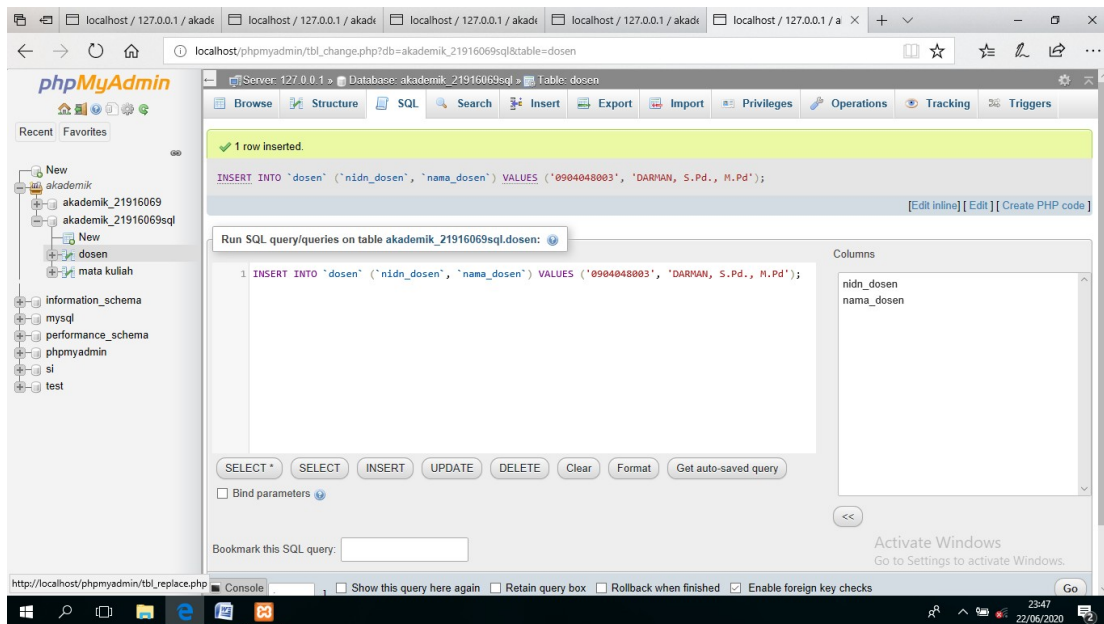 localhost / 127.0.0.1 / akade
localhost / 127.0.0.1 / akade
localhost / 127.0.0.1 / akade
localhost / 127.0.0.1 / akade
localhost / 127.0.0.1 / al
localhost/phpmyadmin/tbl_change.php?db=akademik_21916069sql&table=dosen
phpMyAdmin
Recent Favorites
New
akademik
akademik_21916069
akademik_21916069sql
New
dosen
mata kuliah
information_schema
mysql
performance_schema
phpmyadmin
si
test
http://localhost/phpmyadmin/tbl_replace.php
Server: 127.0.0.1 » Database: akademik_21916069sql » Table: dosen
Browse Structure SQL Search Insert Export Import Privileges Operations Tracking Triggers
1 row inserted.
INSERT INTO `dosen` (`nidn_dosen`, `nama_dosen`) VALUES ('0904048003', 'DARMAN, S.Pd., M.Pd');
[Edit inline] [ Edit ] [ Create PHP code ]
Run SQL query/queries on table akademik_21916069sql.dosen:
1 INSERT INTO `dosen` (`nidn_dosen`, `nama_dosen`) VALUES ('0904048003', 'DARMAN, S.Pd., M.Pd');
Columns
nidn_dosen
nama_dosen
SELECT * SELECT INSERT UPDATE DELETE Clear Format Get auto-saved query
Bind parameters
<<
Bookmark this SQL query:
Activate Windows
Go to Settings to activate Windows.
Console
Show this query here again Retain query box Rollback when finished Enable foreign key checks Go
23:47
22/06/2020
2